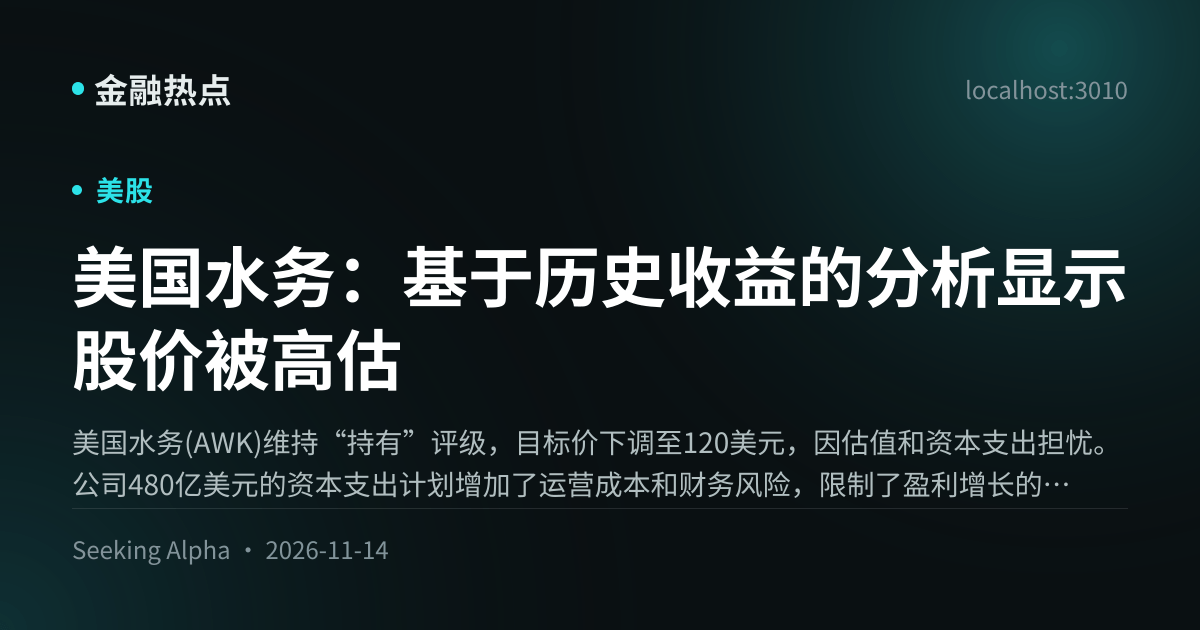 金融热点
localhost:3010
美股
美国水务：基于历史收益的分析显示
股价被高估
美国水务(AWK)维持“持有”评级，目标价下调至120美元，因估值和资本支出担忧。
公司480亿美元的资本支出计划增加了运营成本和财务风险，限制了盈利增长的…
Seeking Alpha · 2026-11-14